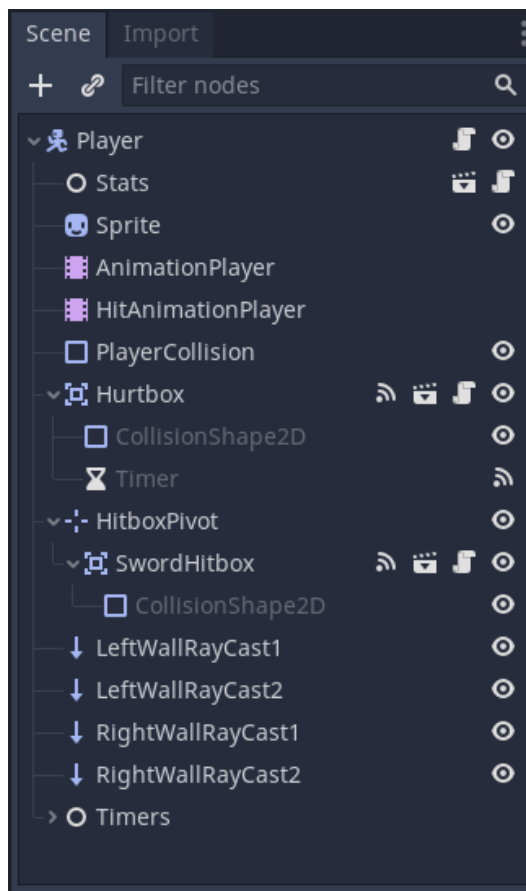 Scene Import
Filter nodes
Player
Stats
Sprite
AnimationPlayer
HitAnimationPlayer
PlayerCollision
Hurtbox
CollisionShape2D
Timer
HitboxPivot
SwordHitbox
CollisionShape2D
LeftWallRayCast1
LeftWallRayCast2
RightWallRayCast1
RightWallRayCast2
Timers